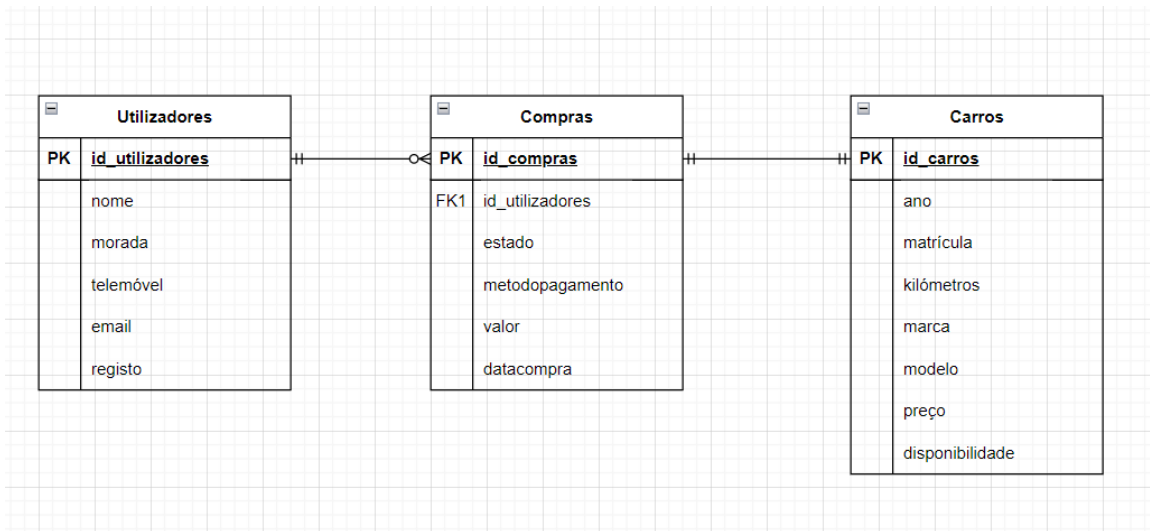 Utilizadores
PK id_utilizadores
nome
morada
telemóvel
email
registo
Compras
PK id_compras
FK1 id_utilizadores
estado
metodopagamento
valor
datacompra
Carros
PK id_carros
ano
matrícula
kilómetros
marca
modelo
preço
disponibilidade